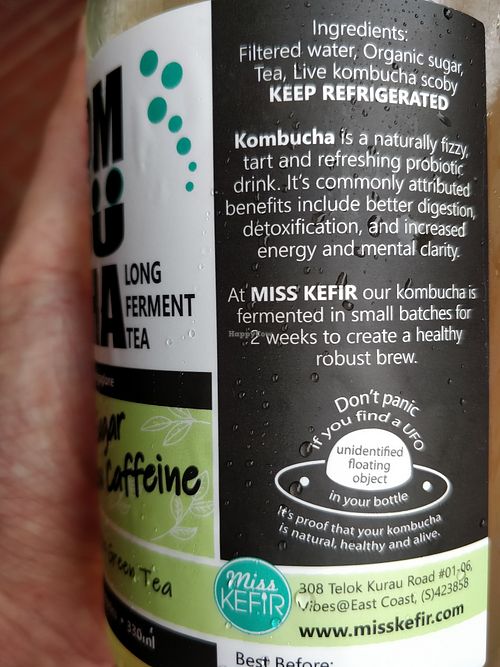 Ingredients:
Filtered water, Organic sugar,
Tea, Live kombucha scoby
KEEP REFRIGERATED
Kombucha is a naturally fizzy,
tart and refreshing probiotic
drink. It's commonly attributed
benefits include better digestion,
detoxification, and increased
energy and mental clarity.
At MISS KEFIR our kombucha is
fermented in small batches for
2 weeks to create a healthy
robust brew.
Don't panic
if you find a UFO
unidentified
floating
object
in your bottle
It's proof that your kombucha
is natural, healthy and alive.
Miss
KEFIR
308 Telok Kurau Road #01-06,
Vibes@East Coast, (S)423858
www.misskefir.com
Best Before:
LONG
FERMENT
TEA
Caffeine
Green Tea
330ml
HappyCow